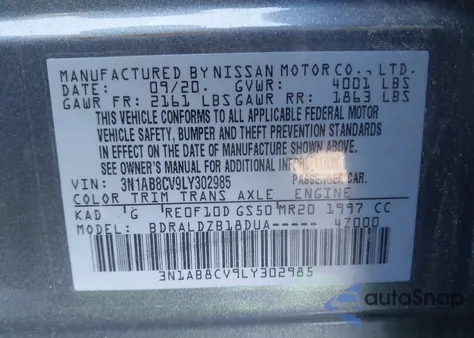 MANUFACTURED BY NISSAN MOTOR CO., LTD.
DATE: 09/20. GVWR: 4001 LBS
GAWR FR: 2161 LBS GAWR RR: 1863 LBS
THIS VEHICLE CONFORMS TO ALL APPLICABLE FEDERAL MOTOR
VEHICLE SAFETY, BUMPER AND THEFT PREVENTION STANDARDS
IN EFFECT ON THE DATE OF MANUFACTURE SHOWN ABOVE.
SEE OWNER'S MANUAL FOR ADDITIONAL INFORMATION.
VIN: 3N1AB8CV9LY302985 PASSENGER CAR.
COLOR TRIM TRANS AXLE ENGINE
KAD G RE0F10D GS50 MR20 1997 CC
MODEL: BDRALDZB18DUA--- 47000
3N1AB8CV9LY302985
autoSnap